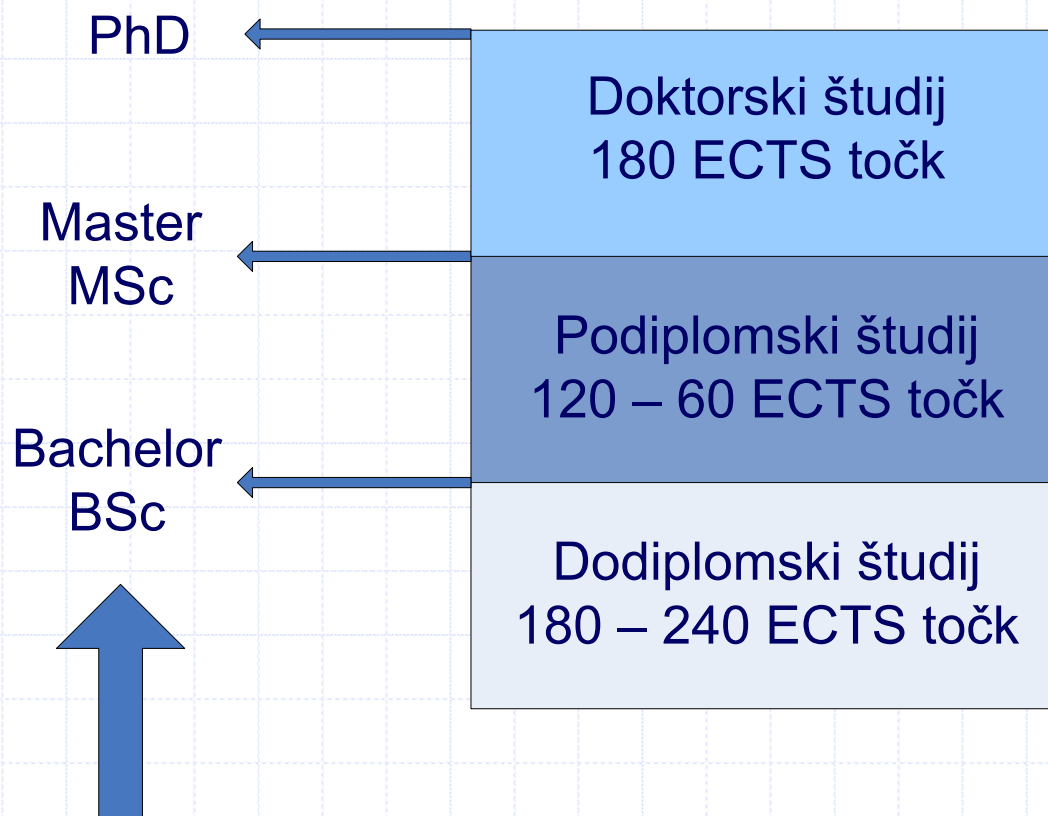 PhD
Doktorski študij
180 ECTS točk
Master
MSc
Podiplomski študij
120 – 60 ECTS točk
Bachelor
BSc
Dodiplomski študij
180 – 240 ECTS točk